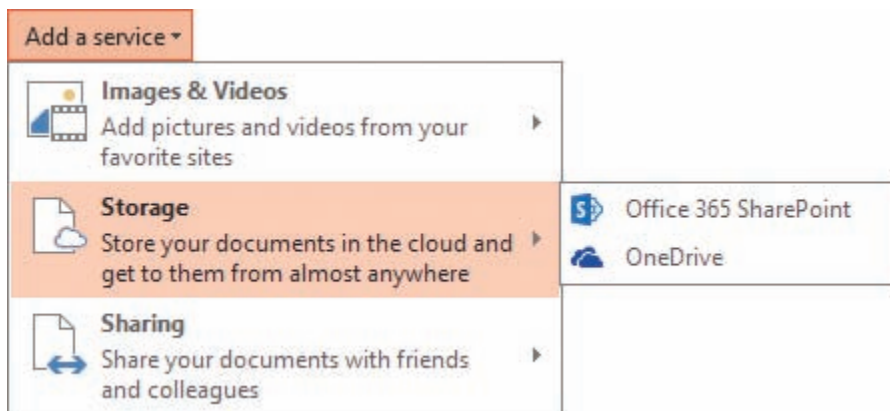 Add a service
Images & Videos
Add pictures and videos from your
favorite sites
Storage
Store your documents in the cloud and
get to them from almost anywhere
Office 365 SharePoint
OneDrive
Sharing
Share your documents with friends
and colleagues